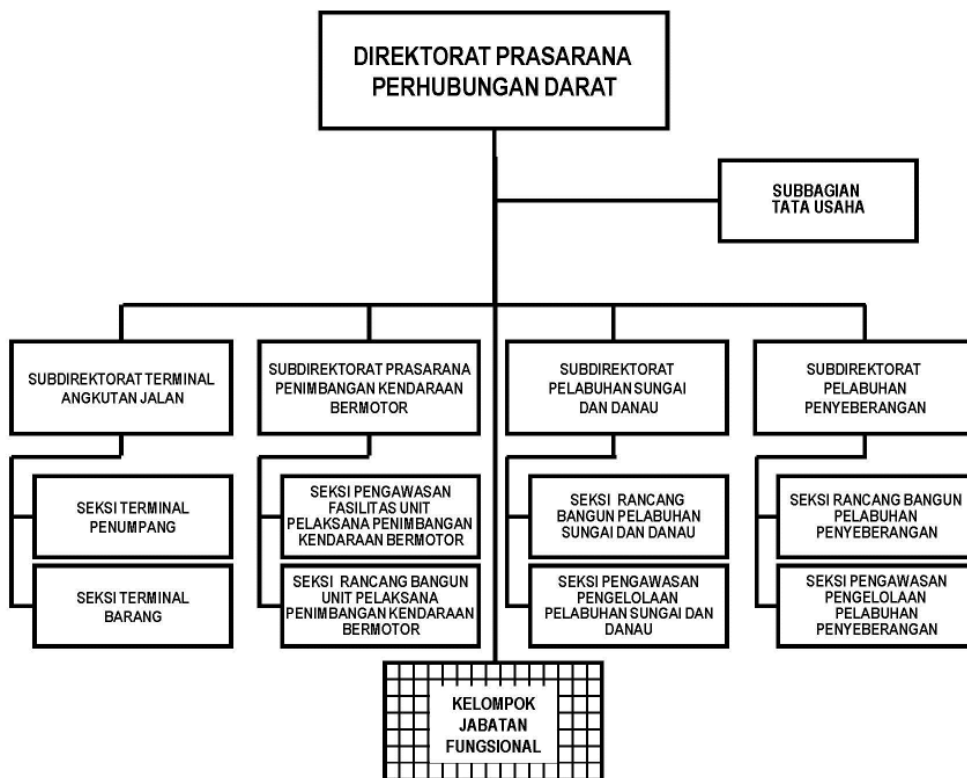 DIREKTORAT PRASARANA
PERHUBUNGAN DARAT
SUBBAGIAN
TATA USAHA
SUBDIREKTORAT TERMINAL
ANGKUTAN JALAN
SUBDIREKTORAT PRASARANA
PENIMBANGAN KENDARAAN
BERMOTOR
SUBDIREKTORAT
PELABUHAN SUNGAI
DAN DANAU
SUBDIREKTORAT
PELABUHAN
PENYEBERANGAN
SEKSI TERMINAL
PENUMPANG
SEKSI PENGAWASAN
FASILITAS UNIT
PELAKSANA PENIMBANGAN
KENDARAAN BERMOTOR
SEKSI RANCANG
BANGUN PELABUHAN
SUNGAI DAN DANAU
SEKSI RANCANG BANGUN
PELABUHAN
PENYEBERANGAN
SEKSI TERMINAL
BARANG
SEKSI RANCANG BANGUN
UNIT PELAKSANA
PENIMBANGAN KENDARAAN
BERMOTOR
SEKSI PENGAWASAN
PENGELOLAAN
PELABUHAN SUNGAI DAN
DANAU
SEKSI PENGAWASAN
PENGELOLAAN
PELABUHAN
PENYEBERANGAN
KELOMPOK
JABATAN
FUNGSIONAL